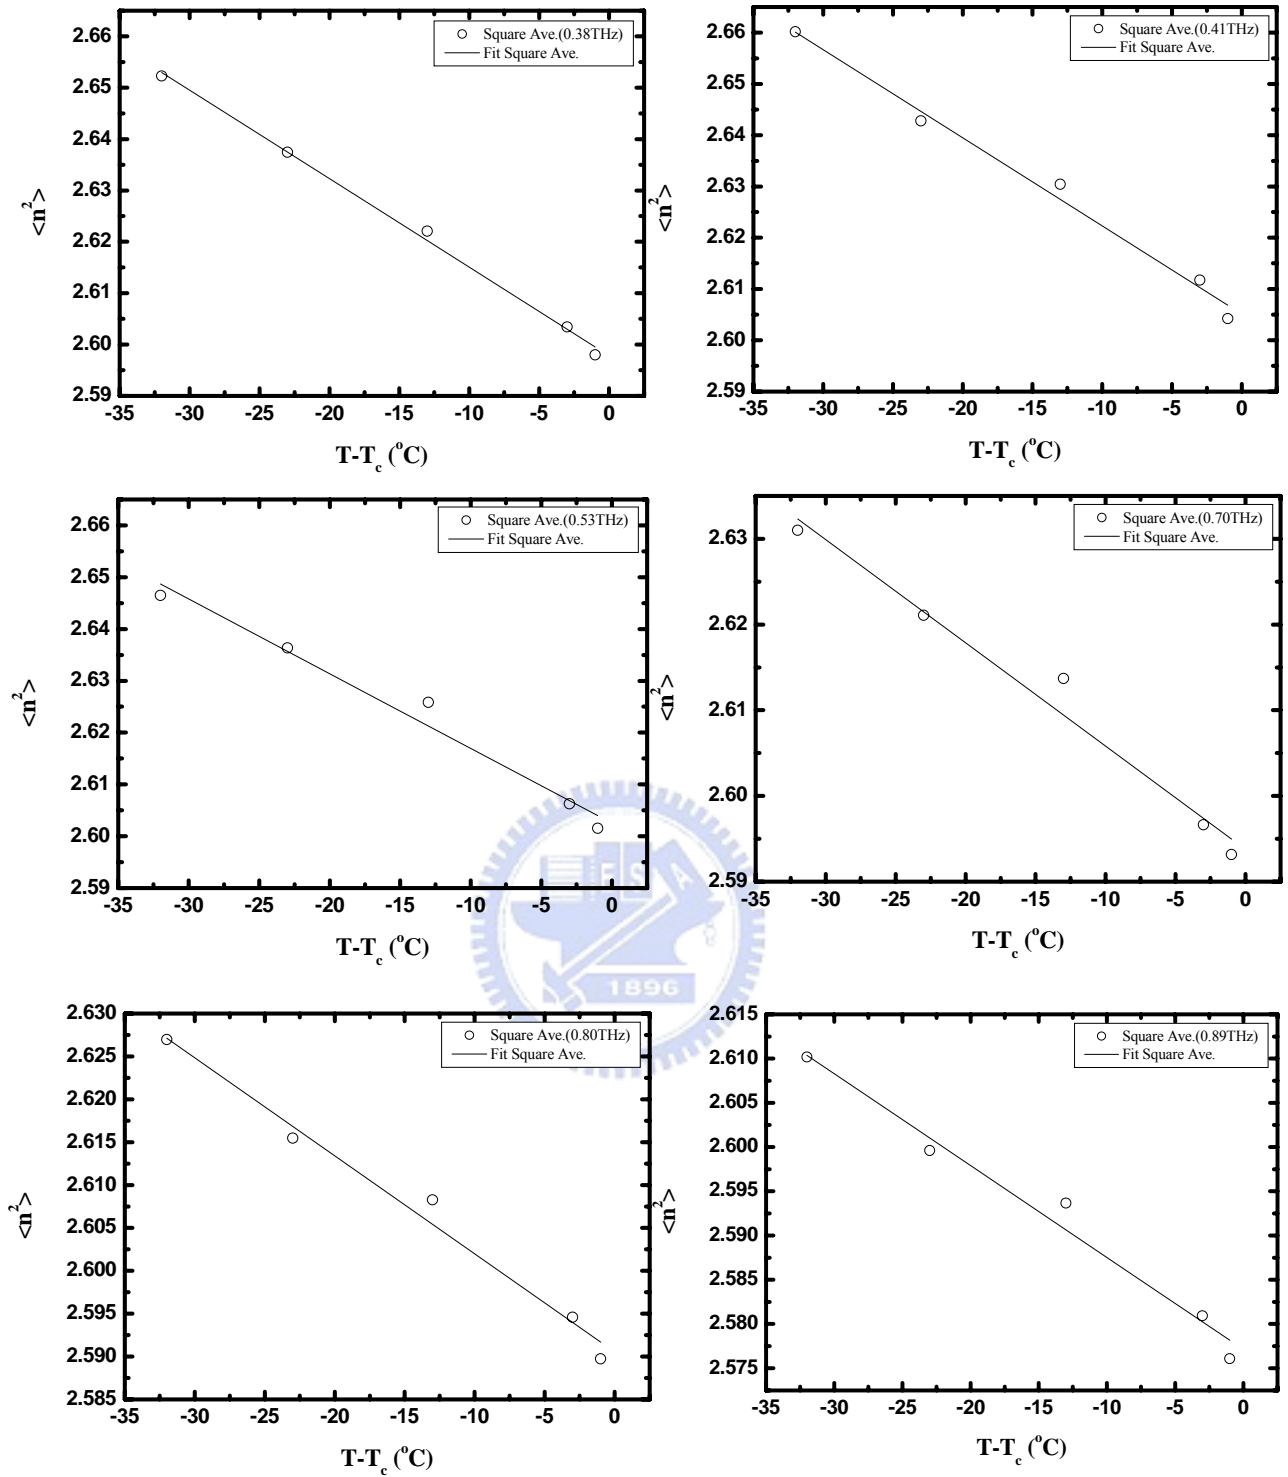 Square Ave.(0.38THz)
Fit Square Ave.
2.66
2.65
2.64
2.63
2.62
2.61
2.60
2.59
<n²>
-35 -30 -25 -20 -15 -10 -5 0
T-Tc (°C)
Square Ave.(0.41THz)
Fit Square Ave.
2.66
2.65
2.64
2.63
2.62
2.61
2.60
2.59
<n²>
-35 -30 -25 -20 -15 -10 -5 0
T-Tc (°C)
Square Ave.(0.53THz)
Fit Square Ave.
2.66
2.65
2.64
2.63
2.62
2.61
2.60
2.59
<n²>
-35 -30 -25 -20 -15 -10 -5 0
T-Tc (°C)
Square Ave.(0.70THz)
Fit Square Ave.
2.63
2.62
2.61
2.60
2.59
<n²>
-35 -30 -25 -20 -15 -10 -5 0
T-Tc (°C)
E S A
1896
Square Ave.(0.80THz)
Fit Square Ave.
2.630
2.625
2.620
2.615
2.610
2.605
2.600
2.595
2.590
2.585
<n²>
-35 -30 -25 -20 -15 -10 -5 0
T-Tc (°C)
Square Ave.(0.89THz)
Fit Square Ave.
2.615
2.610
2.605
2.600
2.595
2.590
2.585
2.580
2.575
<n²>
-35 -30 -25 -20 -15 -10 -5 0
T-Tc (°C)